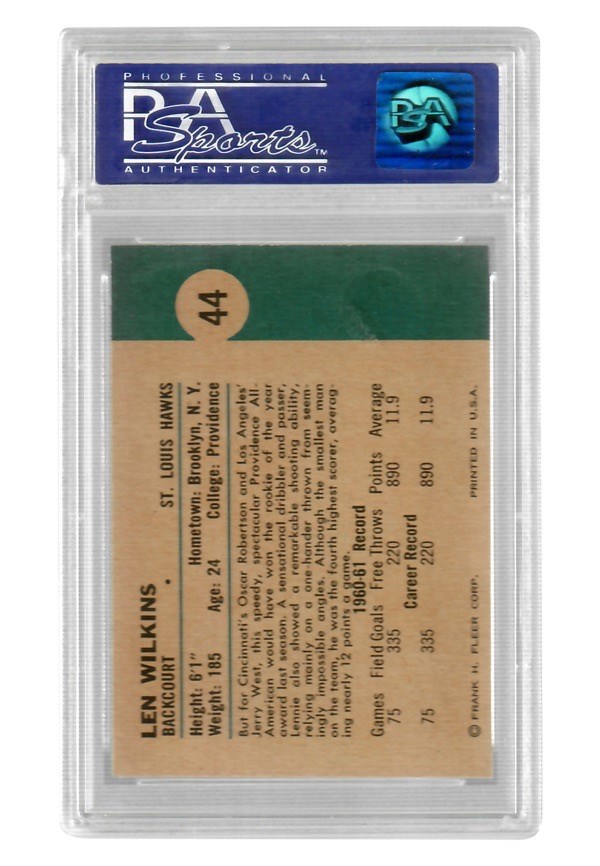 PROFESSIONAL
PSA
Sports™
AUTHENTICATOR
PSA
44
LEN WILKINS
BACKCOURT • ST. LOUIS HAWKS
Height: 6'1" Hometown: Brooklyn, N. Y.
Weight: 185 Age: 24 College: Providence
But for Cincinnati's Oscar Robertson and Los Angeles'
Jerry West, this speedy, spectacular Providence All-
American would have won the rookie of the year
award last season. A sensational dribbler and passer,
Lennie also showed a remarkable shooting ability,
relying mainly on a one-hander thrown from seem-
ingly impossible angles. Although the smallest man
on the team, he was the fourth highest scorer, averag-
ing nearly 12 points a game.
1960-61 Record
Games Field Goals Free Throws Points Average
75 335 220 890 11.9
Career Record
75 335 220 890 11.9
© FRANK H. FLEER CORP. PRINTED IN U.S.A.